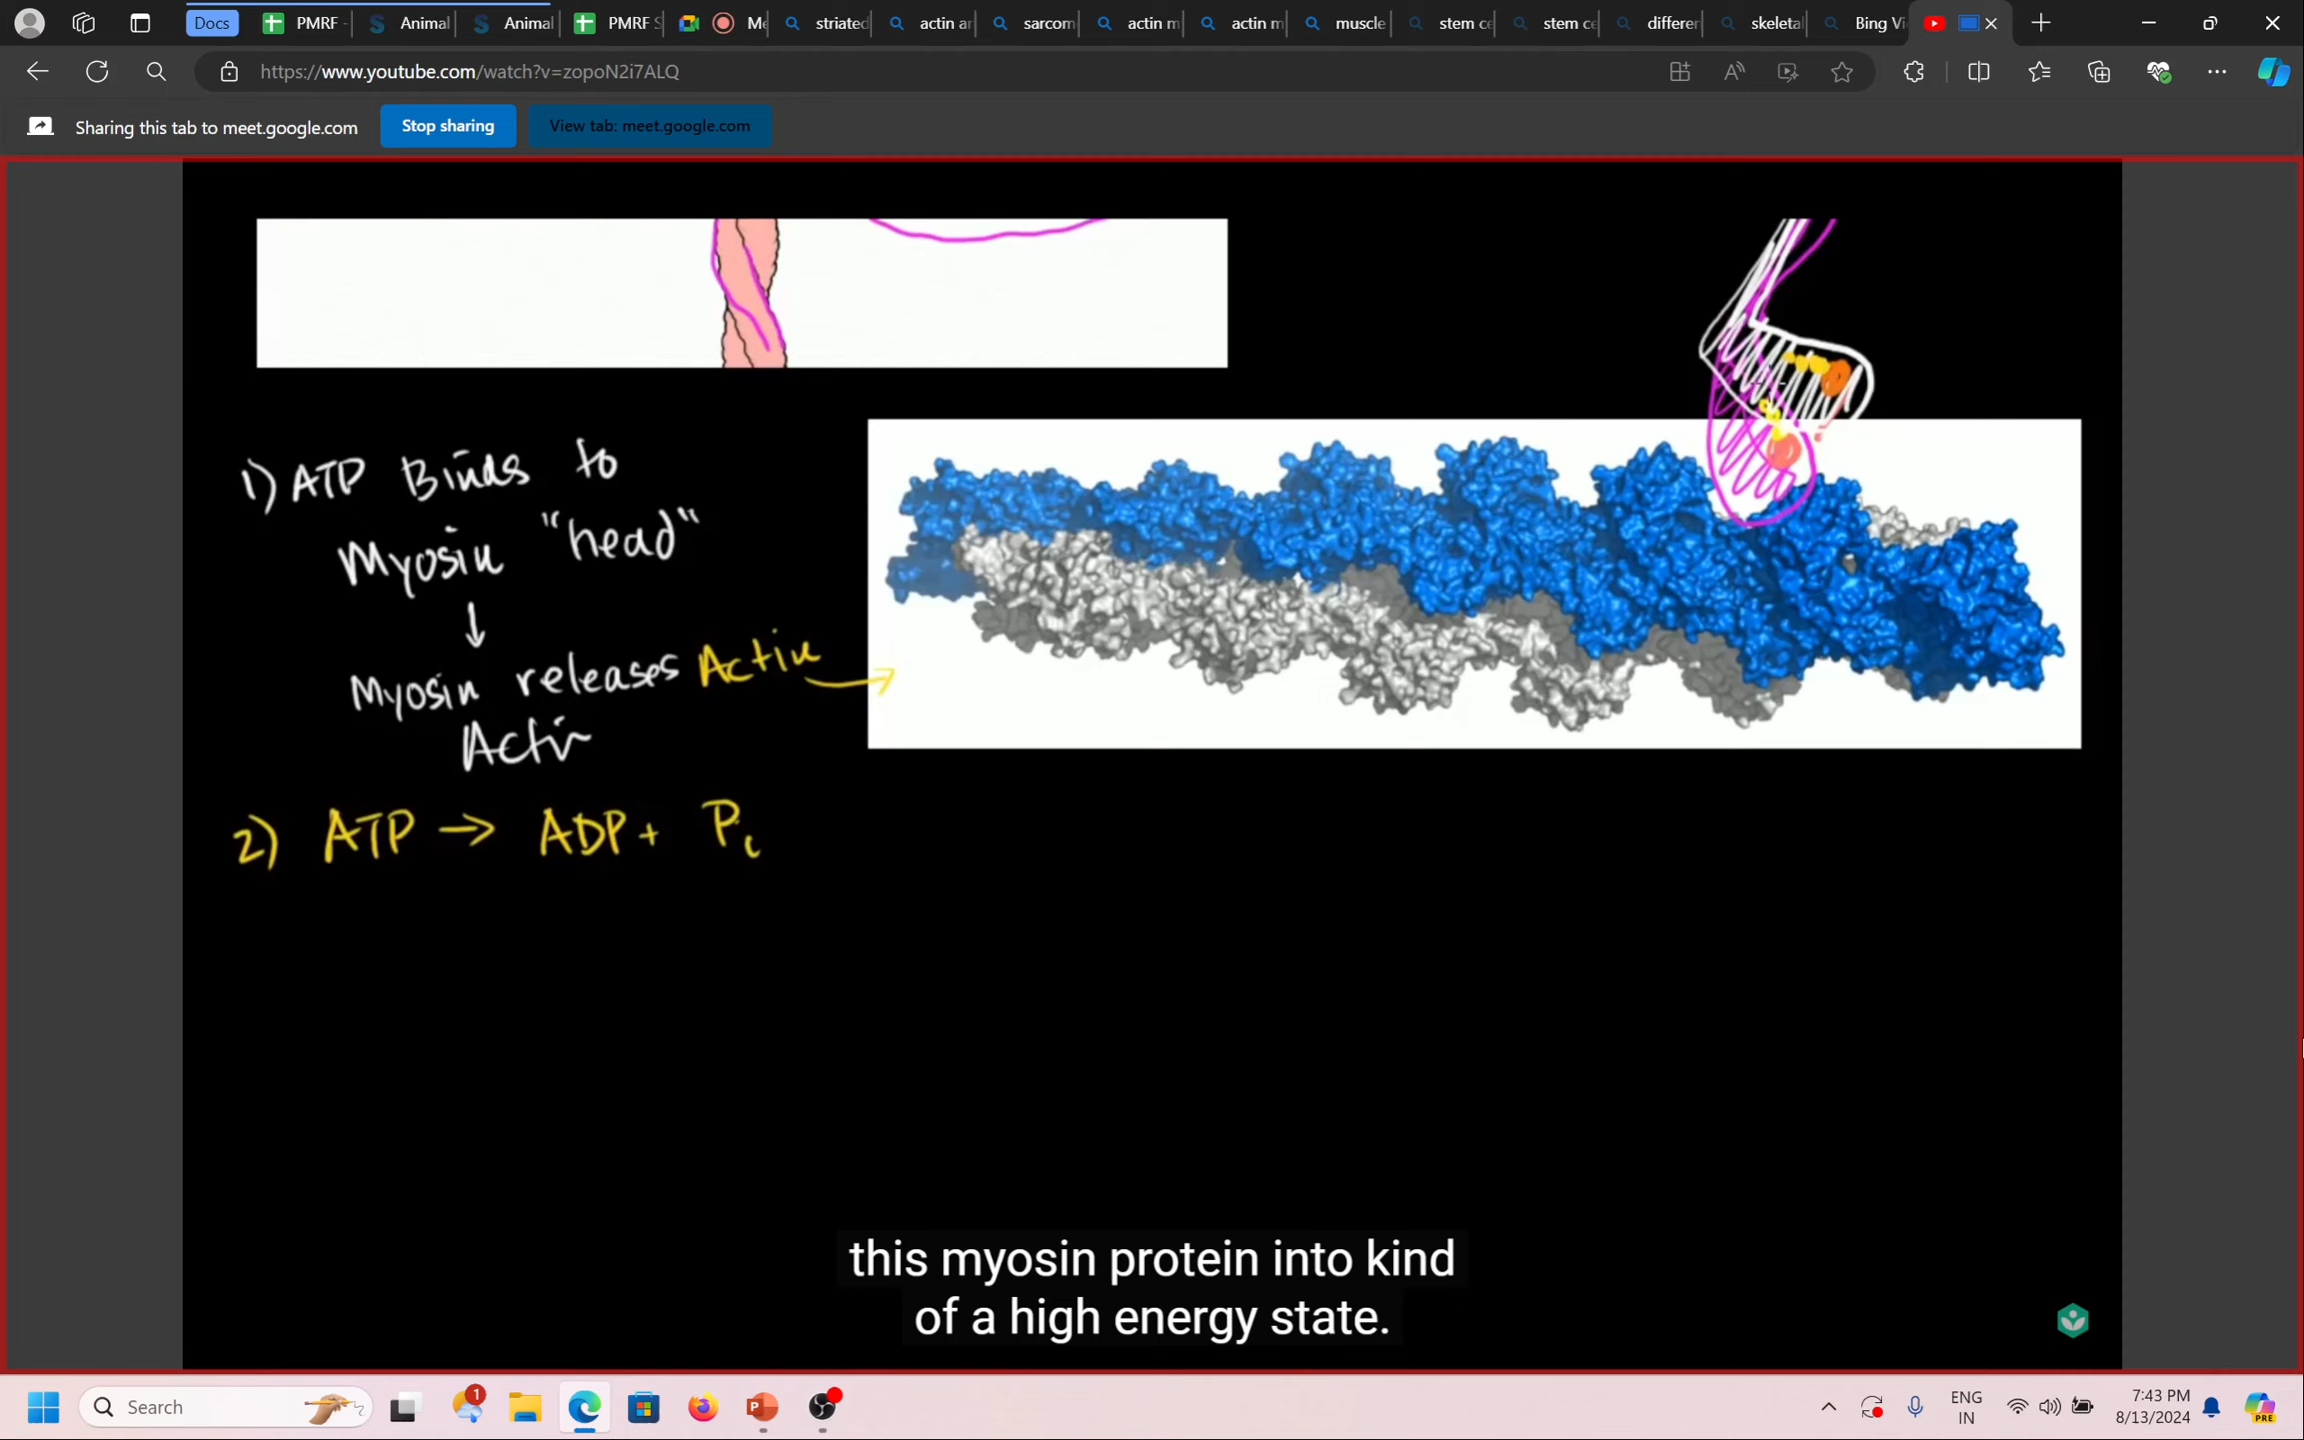 Docs PMRF - Animal Animal PMRF S Me striated actin ar sarcom actin m actin m muscle stem ce stem ce differen skeletal Bing Vi
https://www.youtube.com/watch?v=zopoN2i7ALQ
Sharing this tab to meet.google.com Stop sharing View tab: meet.google.com
1) ATP Binds to
Myosin "head"
↓
Myosin releases Actin →
Actin
2) ATP → ADP + Pi
this myosin protein into kind
of a high energy state.
Search 1 ENG 7:43 PM
IN 8/13/2024 PRE